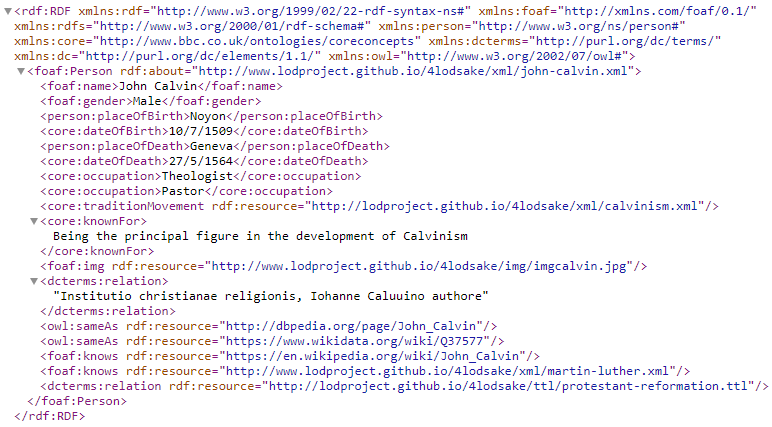 <rdf:RDF xmlns:rdf="http://www.w3.org/1999/02/22-rdf-syntax-ns#" xmlns:foaf="http://xmlns.com/foaf/0.1/"
xmlns:rdfs="http://www.w3.org/2000/01/rdf-schema#" xmlns:person="http://www.w3.org/ns/person#"
xmlns:core="http://www.bbc.co.uk/ontologies/coreconcepts" xmlns:dcterms="http://purl.org/dc/terms/"
xmlns:dc="http://purl.org/dc/elements/1.1/" xmlns:owl="http://www.w3.org/2002/07/owl#">
<foaf:Person rdf:about="http://www.lodproject.github.io/4lodsake/xml/john-calvin.xml">
<foaf:name>John Calvin</foaf:name>
<foaf:gender>Male</foaf:gender>
<person:placeOfBirth>Noyon</person:placeOfBirth>
<core:dateOfBirth>10/7/1509</core:dateOfBirth>
<person:placeOfDeath>Geneva</person:placeOfDeath>
<core:dateOfDeath>27/5/1564</core:dateOfDeath>
<core:occupation>Theologist</core:occupation>
<core:occupation>Pastor</core:occupation>
<core:traditionMovement rdf:resource="http://lodproject.github.io/4lodsake/xml/calvinism.xml"/>
<core:knownFor>
Being the principal figure in the development of Calvinism
</core:knownFor>
<foaf:img rdf:resource="http://www.lodproject.github.io/4lodsake/img/imgcalvin.jpg"/>
<dcterms:relation>
"Institutio christianae religionis, Iohanne Caluuino authore"
</dcterms:relation>
<owl:sameAs rdf:resource="http://dbpedia.org/page/John_Calvin"/>
<owl:sameAs rdf:resource="https://www.wikidata.org/wiki/Q37577"/>
<foaf:knows rdf:resource="https://en.wikipedia.org/wiki/John_Calvin"/>
<foaf:knows rdf:resource="http://www.lodproject.github.io/4lodsake/xml/martin-luther.xml"/>
<dcterms:relation rdf:resource="http://lodproject.github.io/4lodsake/ttl/protestant-reformation.ttl"/>
</foaf:Person>
</rdf:RDF>